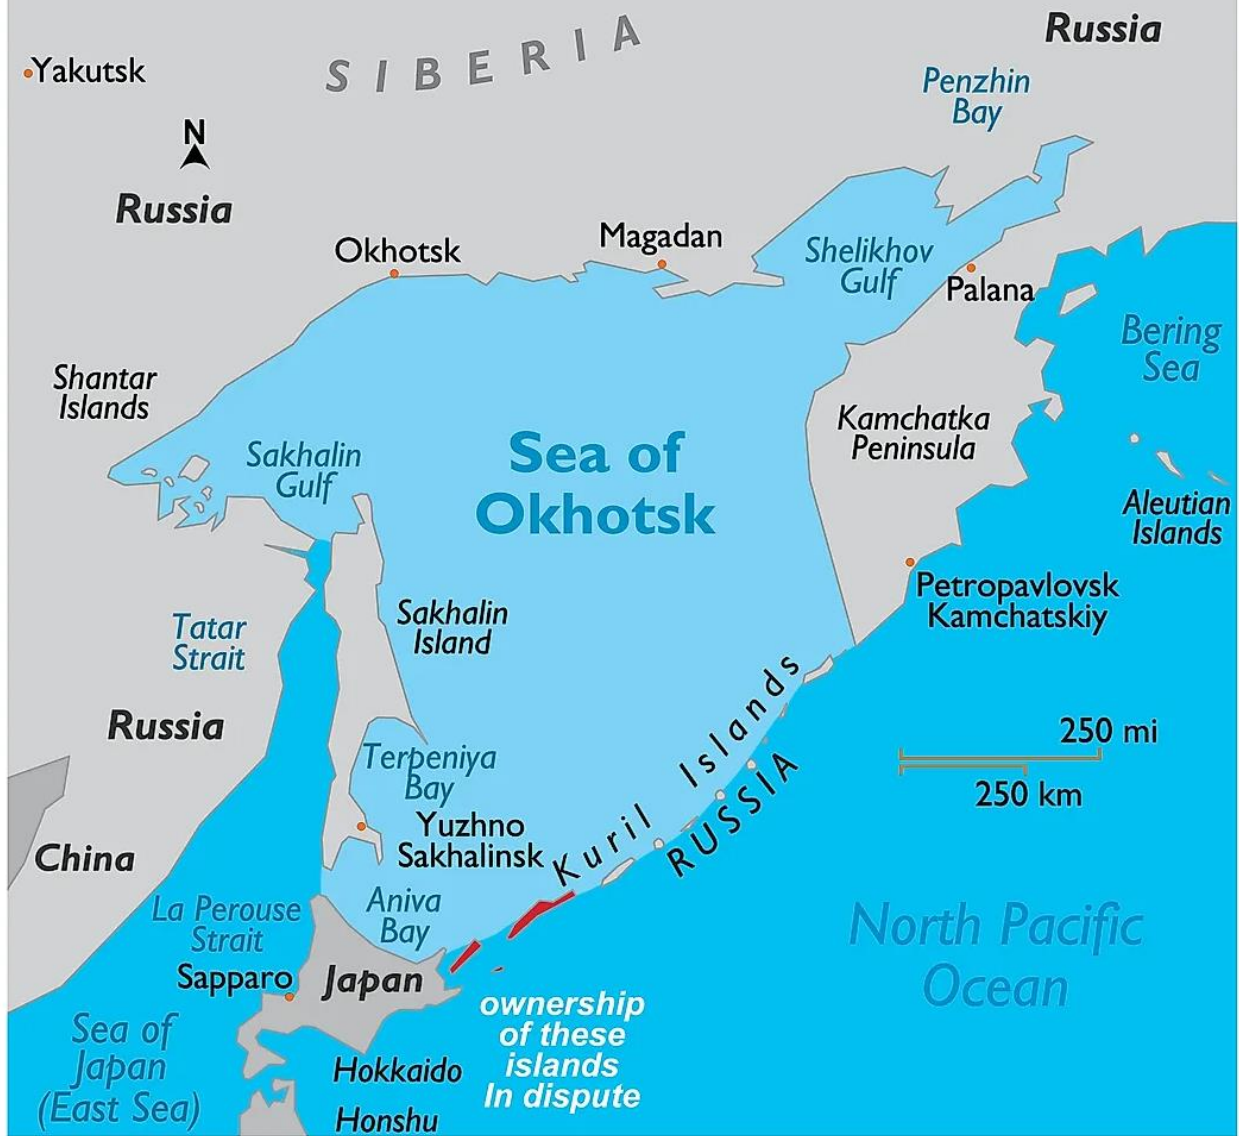 Russia
SIBERIA
Yakutsk
Penzhin
Bay
N
Russia
Magadan
Okhotsk
Shelikhov
Gulf
Palana
Bering
Sea
Shantar
Islands
Kamchatka
Peninsula
Sakhalin
Gulf
Sea of
Okhotsk
Aleutian
Islands
Petropavlovsk
Kamchatskiy
Sakhalin
Island
Tatar
Strait
Kuril Islands
RUSSIA
Russia
250 mi
250 km
Terpeniya
Bay
Yuzhno
Sakhalinsk
China
Aniva
Bay
La Perouse
Strait
North Pacific
Ocean
Sapparo
Japan
ownership
of these
islands
In dispute
Sea of
Japan
(East Sea)
Hokkaido
Honshu